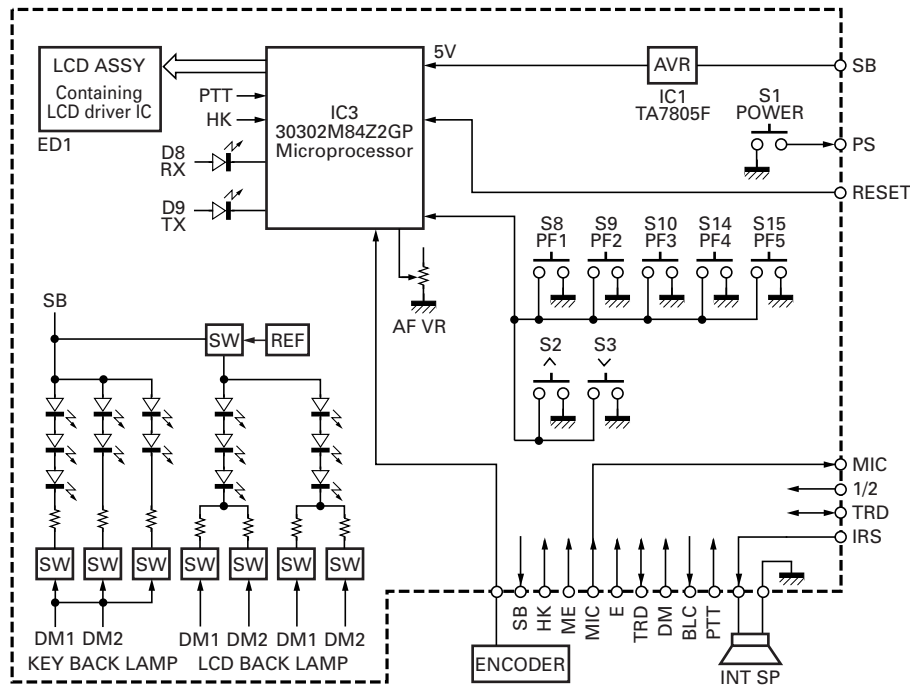 LCD ASSY
Containing
LCD driver IC
ED1
PTT
HK
D8
RX
D9
TX
IC3
30302M84Z2GP
Microprocessor
5V
AVR
IC1
TA7805F
SB
S1
POWER
PS
RESET
S8
PF1
S9
PF2
S10
PF3
S14
PF4
S15
PF5
AF VR
S2
S3
SB
SW
REF
MIC
1/2
TRD
IRS
SW
SW
SW
SW
SW
SW
SW
DM1
DM2
DM1
DM2
DM1
DM2
KEY BACK LAMP
LCD BACK LAMP
SB
HK
ME
MIC
E
TRD
DM
BLC
PTT
ENCODER
INT SP